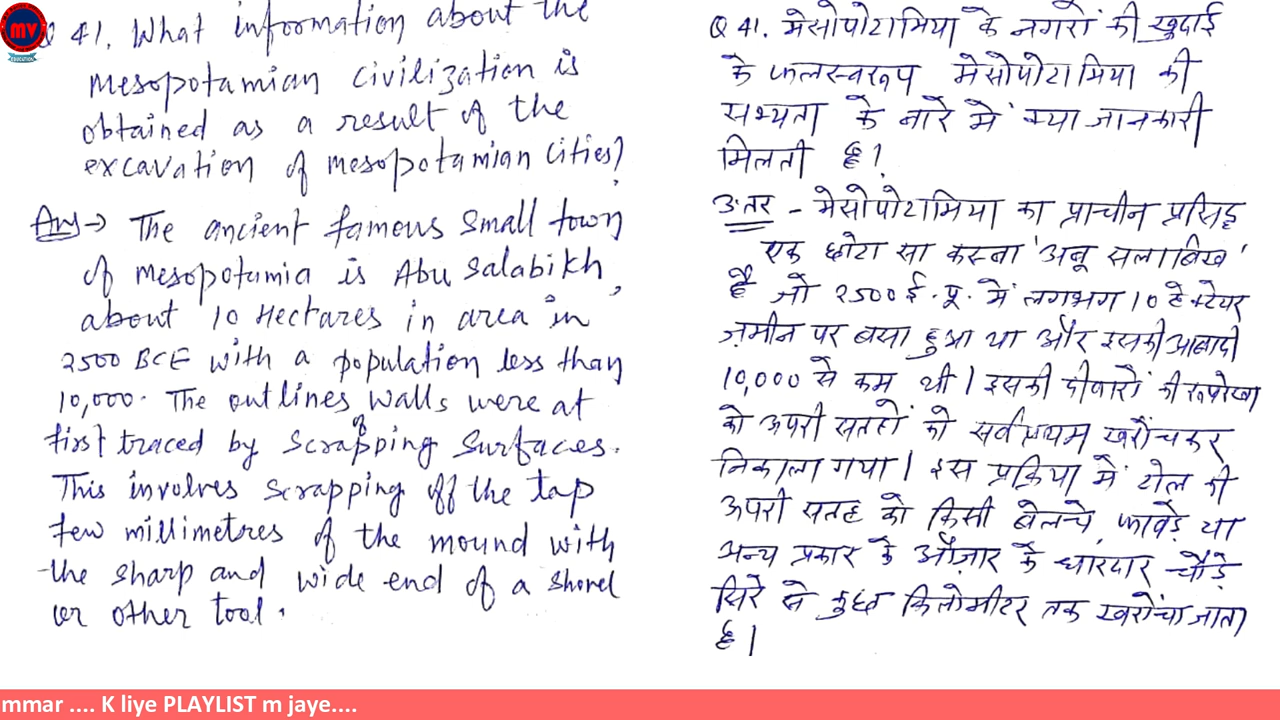 mv
EDUCATION
Q 41. What information about the
mesopotamian civilization is
obtained as a result of the
excavation of mesopotamian cities?
Ans→ The ancient famous small town
of mesopotamia is Abu Salabikh,
about 10 Hectares in area in
2500 BCE with a population less than
10,000. The outlines of walls were at
first traced by scrapping surfaces.
This involves scrapping off the tap
few millimetres of the mound with
the sharp and wide end of a shovel
or other tool.
Q 41. मेसोपोटामिया के नगरों की खुदाई
के फलस्वरूप मेसोपोटामिया की
सभ्यता के बारे में क्या जानकारी
मिलती है?
उत्तर - मेसोपोटामिया का प्राचीन प्रसिद्ध
एक छोटा सा कस्बा 'अबू सलाबिख'
है जो 2500 ई.पू. में लगभग 10 हेक्टेयर
ज़मीन पर बसा हुआ था और इसकी आबादी
10,000 से कम थी। इसकी दीवारों की रूपरेखा
को ऊपरी सतहों को सर्वप्रथम खरोंचकर
निकाला गया। इस प्रक्रिया में टीले की
ऊपरी सतह को किसी बेलचे, फावड़े या
अन्य प्रकार के औज़ार के धारदार चौड़े
सिरे से कुछ किलोमीटर तक खरोंचा जाता
है।
mmar .... K liye PLAYLIST m jaye....